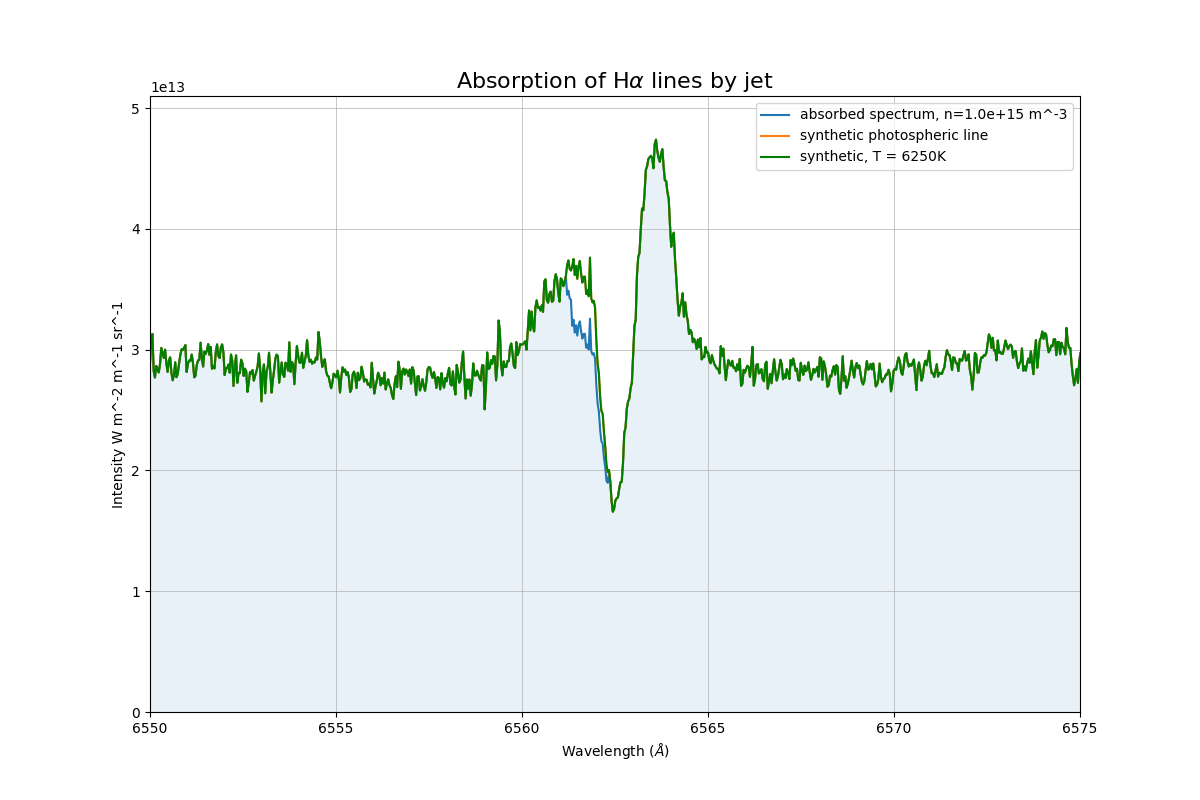 Absorption of Hα lines by jet
1e13
absorbed spectrum, n=1.0e+15 m^-3
synthetic photospheric line
synthetic, T = 6250K
5
4
3
2
1
0
Intensity W m^-2 m^-1 sr^-1
6550 6555 6560 6565 6570 6575
Wavelength (Å)